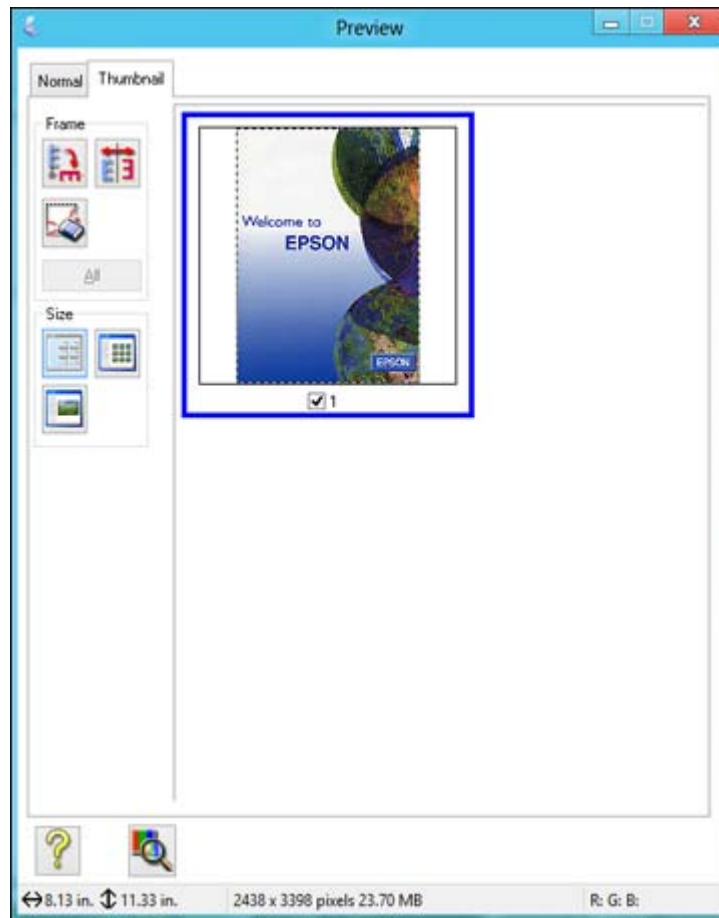 Preview
Normal Thumbnail
Frame
All
Size
Welcome to
EPSON
EPSON
1
8.13 in. 11.33 in. 2438 x 3398 pixels 23.70 MB R: G: B: